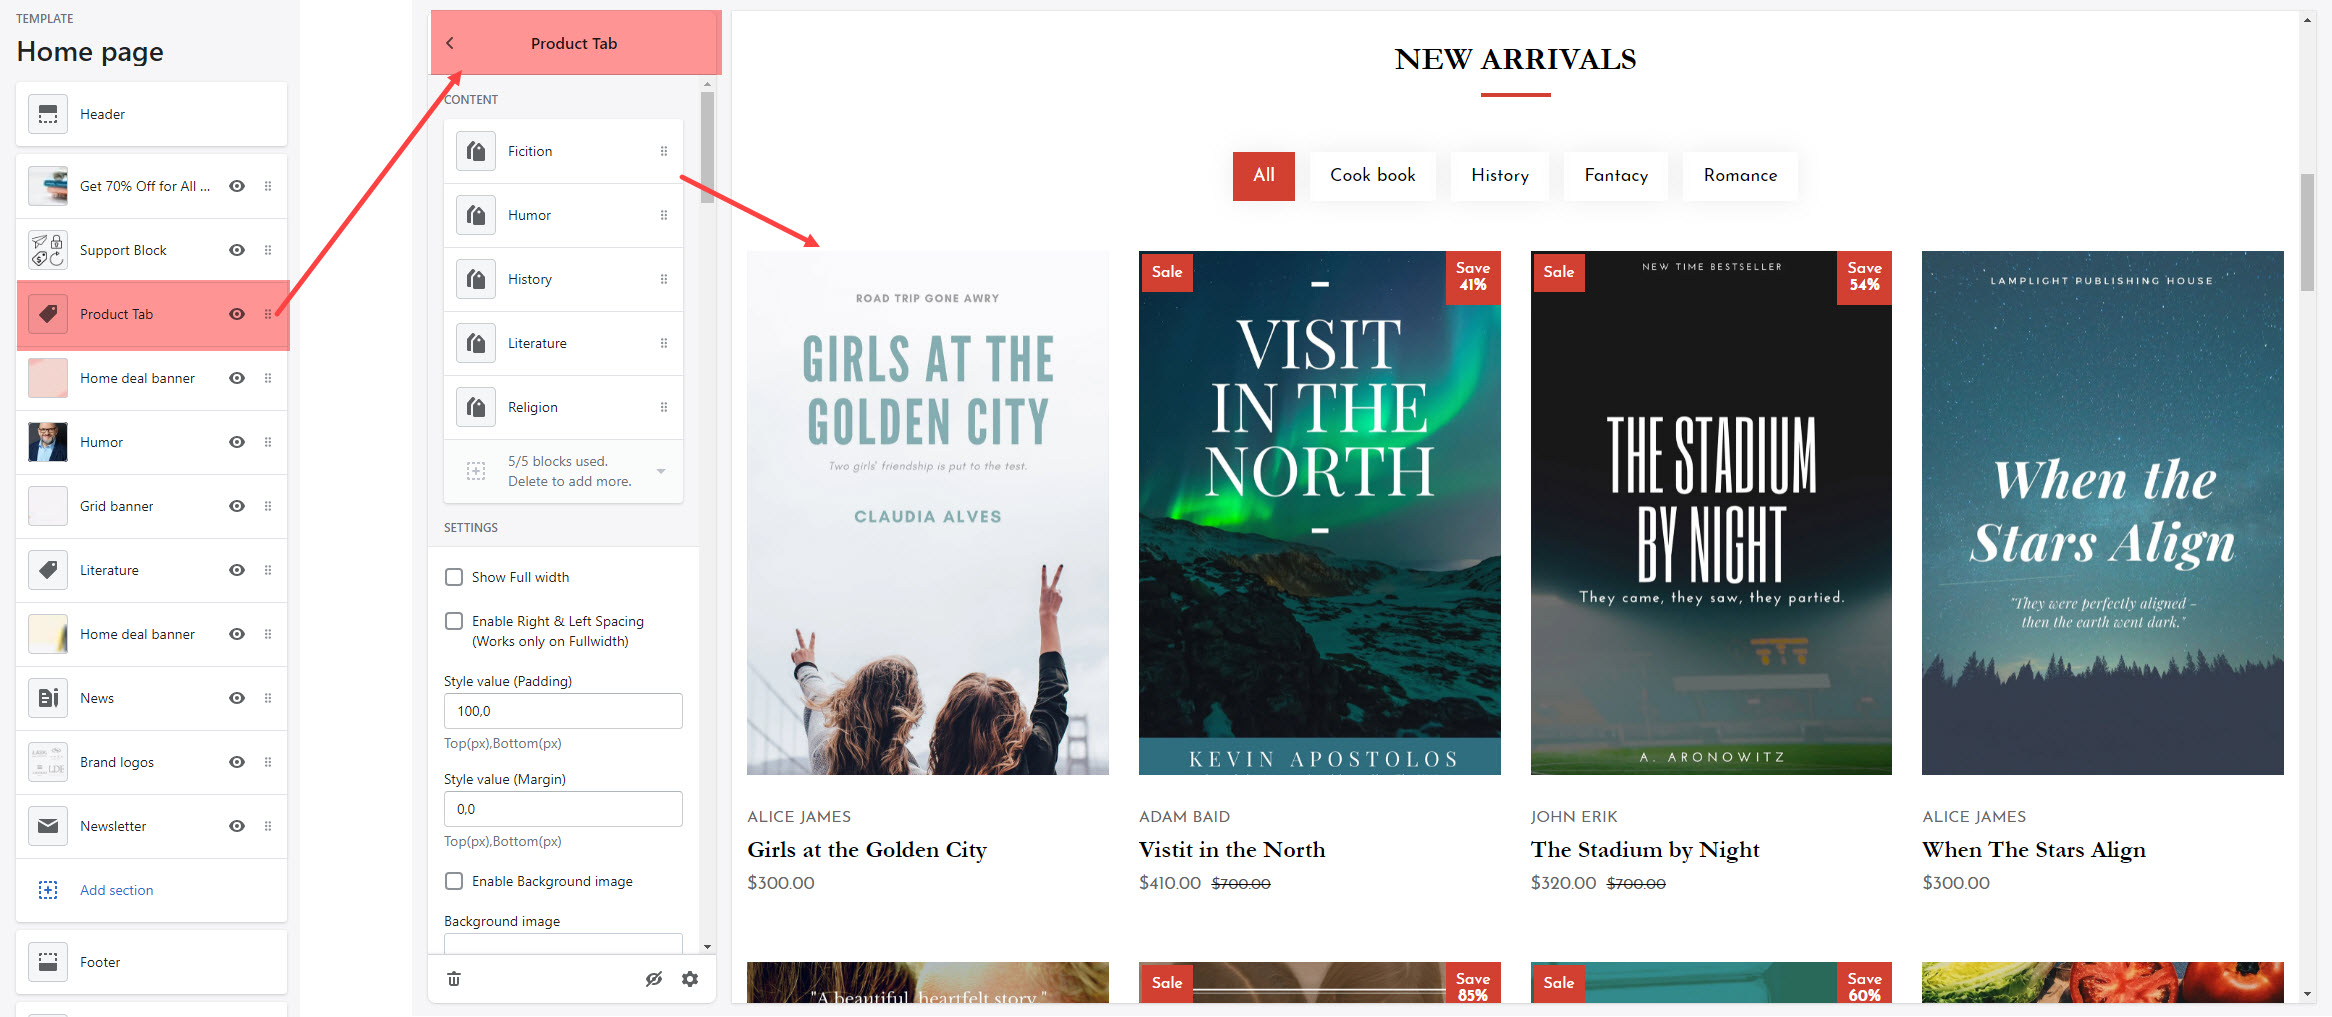 TEMPLATE
Home page
Header
Get 70% Off for All ...
Support Block
Product Tab
Home deal banner
Humor
Grid banner
Literature
Home deal banner
News
Brand logos
Newsletter
Add section
Footer
Product Tab
CONTENT
Ficition
Humor
History
Literature
Religion
5/5 blocks used.
Delete to add more.
SETTINGS
Show Full width
Enable Right & Left Spacing
(Works only on Fullwidth)
Style value (Padding)
100,0
Top(px),Bottom(px)
Style value (Margin)
0,0
Top(px),Bottom(px)
Enable Background image
Background image
NEW ARRIVALS
All
Cook book
History
Fantacy
Romance
ROAD TRIP GONE AWRY
GIRLS AT THE
GOLDEN CITY
Two girls' friendship is put to the test.
CLAUDIA ALVES
ALICE JAMES
Girls at the Golden City
$300.00
Sale
Save
41%
VISIT
IN THE
NORTH
KEVIN APOSTOLOS
ADAM BAID
Vistit in the North
$410.00 $700.00
Sale
NEW TIME BESTSELLER
Save
54%
THE STADIUM
BY NIGHT
They came, they saw, they partied.
A. ARONOWITZ
JOHN ERIK
The Stadium by Night
$320.00 $700.00
LAMPLIGHT PUBLISHING HOUSE
When the
Stars Align
"They were perfectly aligned –
then the earth went dark."
ALICE JAMES
When The Stars Align
$300.00
"A beautiful, heartfelt story."
Sale
Save
85%
Sale
Save
60%